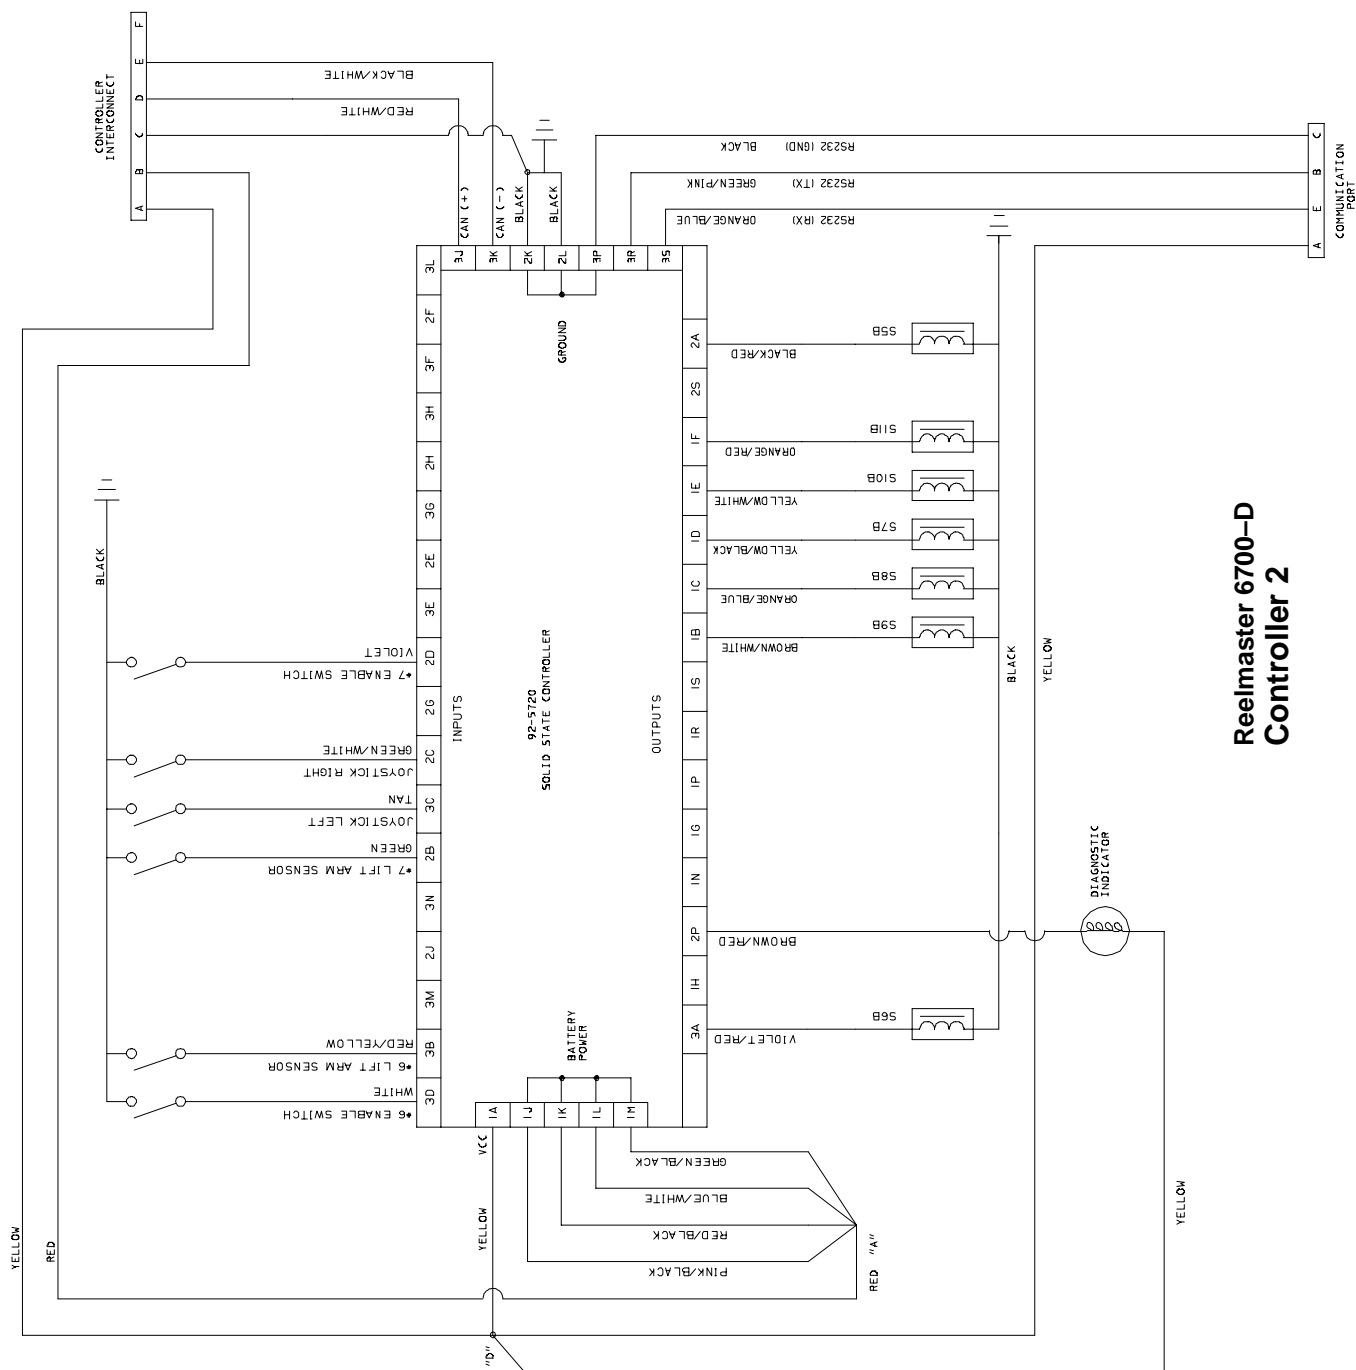 Reelmaster 6700–D
Controller 2
CONTROLLER
INTERCONNECT
F
E
D
C
B
A
BLACK/WHITE
RED/WHITE
CAN (+)
CAN (-)
BLACK
BLACK
BLACK
RS232 (GND)
GREEN/PINK
RS232 (TX)
ORANGE/BLUE
RS232 (RX)
C
B
E
A
COMMUNICATION
PORT
3L
3J
3K
2K
2L
3P
3R
3S
GROUND
2F
3F
3H
2H
3G
2E
3E
2D
2G
2C
3C
2B
3N
2J
3M
3B
3D
INPUTS
92-5720
SOLID STATE CONTROLLER
OUTPUTS
2A
2S
1F
1E
1D
1C
1B
1S
1R
1P
1G
1N
2P
1H
3A
BLACK/RED
S5B
ORANGE/RED
S11B
YELLOW/WHITE
S10B
YELLOW/BLACK
S7B
ORANGE/BLUE
S8B
BROWN/WHITE
S9B
BROWN/RED
VIOLET/RED
S6B
BLACK
YELLOW
DIAGNOSTIC
INDICATOR
BLACK
VIOLET
#7 ENABLE SWITCH
GREEN/WHITE
JOYSTICK RIGHT
TAN
JOYSTICK LEFT
GREEN
#7 LIFT ARM SENSOR
RED/YELLOW
#6 LIFT ARM SENSOR
WHITE
#6 ENABLE SWITCH
BATTERY
POWER
1A
1J
1K
1L
1M
VCC
YELLOW
GREEN/BLACK
BLUE/WHITE
RED/BLACK
PINK/BLACK
RED "A"
YELLOW
YELLOW
RED
"D"